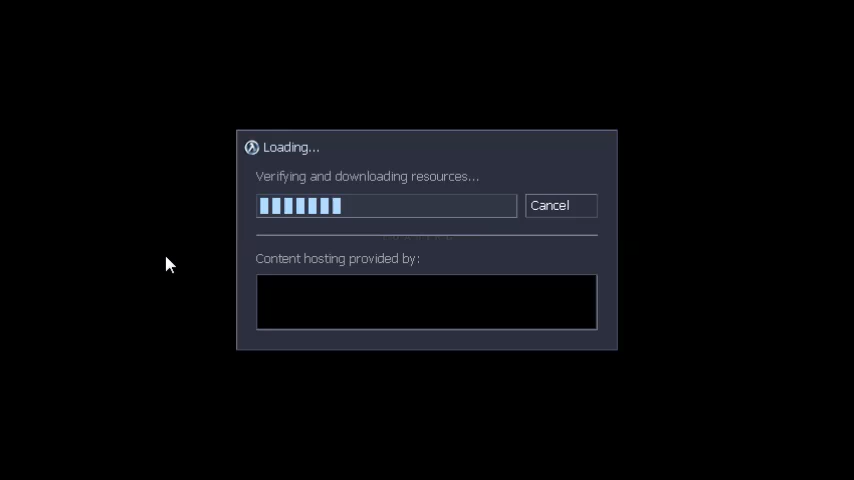 Loading...
Verifying and downloading resources...
Cancel
Content hosting provided by: